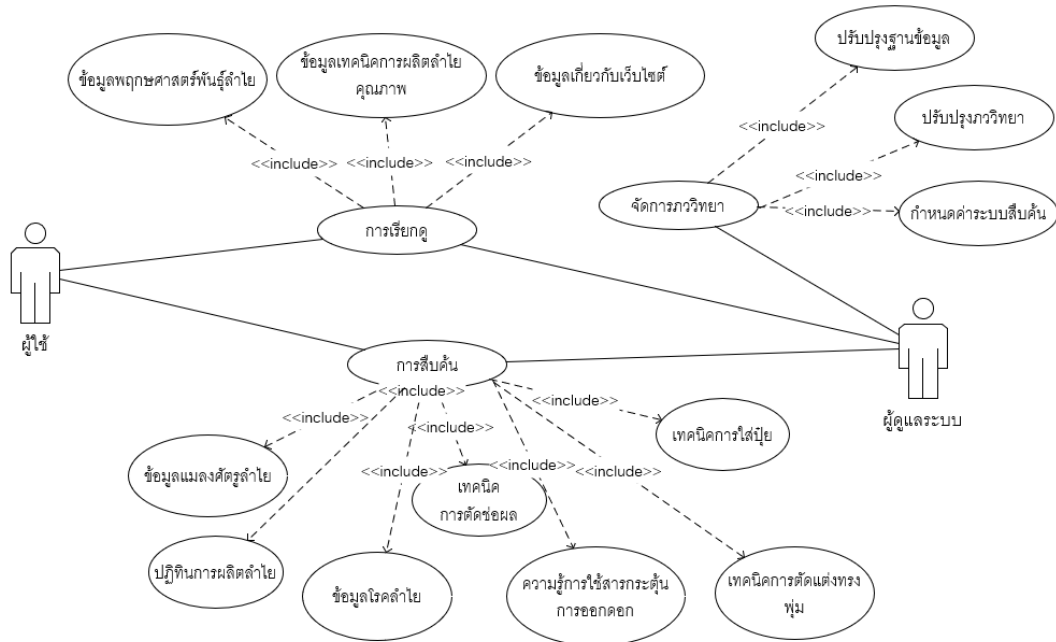 ปรับปรุงฐานข้อมูล
ข้อมูลพฤกษศาสตร์พันธุ์ลำไย
ข้อมูลเทคนิคการผลิตลำไย
คุณภาพ
ข้อมูลเกี่ยวกับเว็บไซต์
<<include>>
ปรับปรุงภววิทยา
<<include>>
<<include>>
<<include>>
<<include>>
จัดการภววิทยา
<<include>>
กำหนดค่าระบบสืบค้น
การเรียกดู
ผู้ใช้
การสืบค้น
<<include>>
<<include>>
<<include>>
<<include>>
ผู้ดูแลระบบ
เทคนิคการใส่ปุ๋ย
ข้อมูลแมลงศัตรูลำไย
<<include>>
<<include>>
<<include>>
เทคนิค
การตัดช่อผล
ปฏิทินการผลิตลำไย
ข้อมูลโรคลำไย
ความรู้การใช้สารกระตุ้น
การออกดอก
เทคนิคการตัดแต่งทรง
พุ่ม